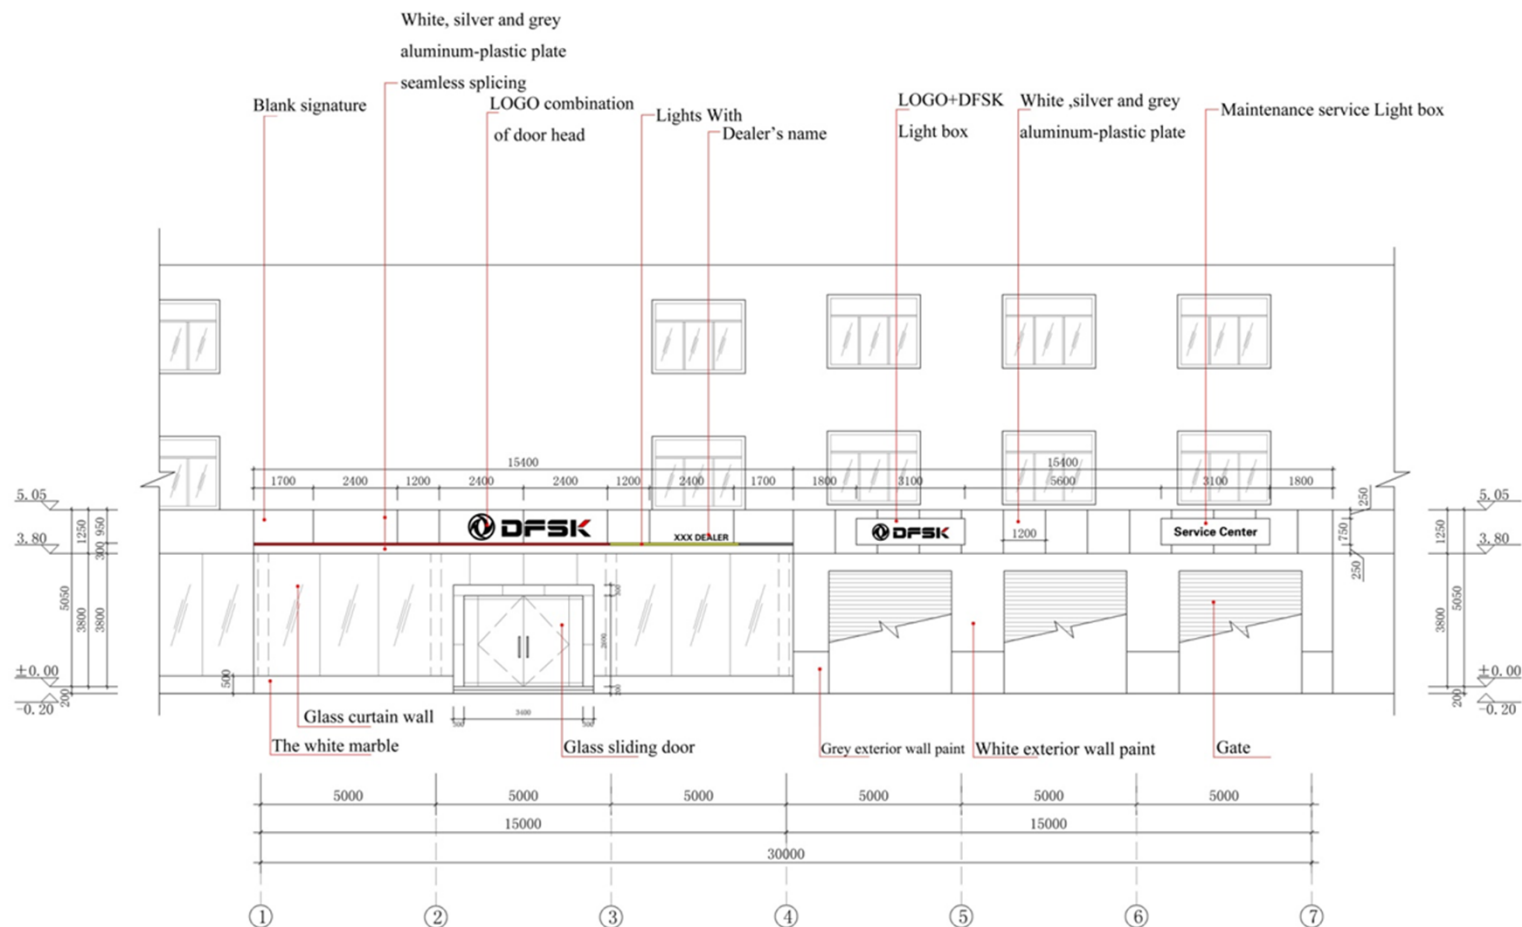 White, silver and grey
aluminum-plastic plate
seamless splicing
Blank signature
LOGO combination
of door head
Lights With
Dealer's name
LOGO+DFSK
Light box
White ,silver and grey
aluminum-plastic plate
Maintenance service Light box
15400
15400
1700 2400 1200 2400 2400 1200 2400 1700 1800 3100 5600 3100 1800
5.05
3.80
±0.00
-0.20
5050
1250
3800
950
300
3800
200
500
DFSK
XXX DEALER
DFSK
1200
Service Center
250
750
250
5.05
3.80
±0.00
-0.20
1250
3800
5050
200
500 3400 500
Glass curtain wall
The white marble
Glass sliding door
Grey exterior wall paint
White exterior wall paint
Gate
5000 5000 5000 5000 5000 5000
15000 15000
30000
1 2 3 4 5 6 7